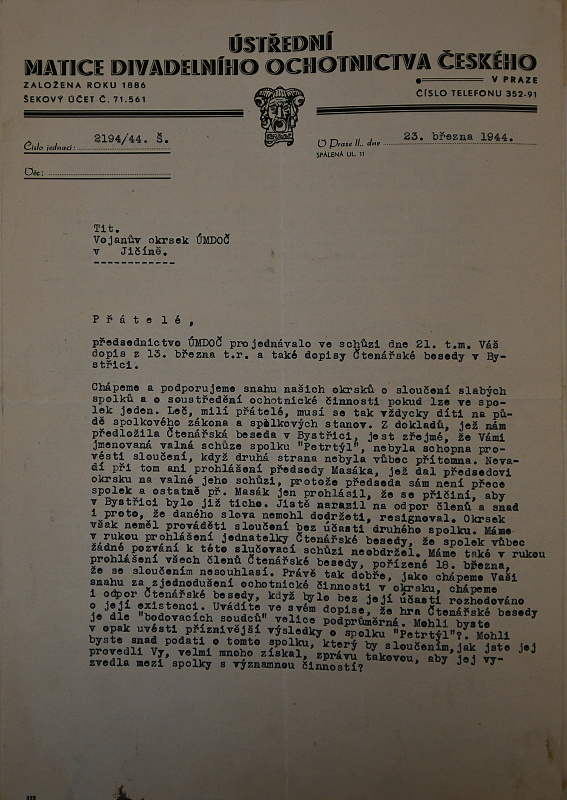 ÚSTŘEDNÍ
MATICE DIVADELNÍHO OCHOTNICTVA ČESKÉHO
ZALOŽENA ROKU 1886
V PRAZE
ŠEKOVÝ ÚČET Č. 71.561
ČÍSLO TELEFONU 352-91
Číslo jednací: 2194/44. Š.
V Praze II., dne 23. března 1944.
SPÁLENÁ UL. 11
Věc:
Tit.
Vojanův okrsek ÚMDOČ
v Jičíně.
------------
P ř á t e l é ,
předsednictvo ÚMDOČ projednávalo ve schůzi dne 21. t.m. Váš
dopis z 13. března t.r. a také dopisy Čtenářské besedy v By-
střici.
Chápeme a podporujeme snahu našich okrsků o sloučení slabých
spolků a o soustředění ochotnické činnosti pokud lze ve spo-
lek jeden. Leč, milí přátelé, musí se tak vždycky díti na pů-
dě spolkového zákona a spolkových stanov. Z dokladů, jež nám
předložila Čtenářská beseda v Bystřici, jest zřejmé, že Vámi
jmenovaná valná schůze spolku "Petrtýl", nebyla schopna pro-
vésti sloučení, když druhá strana nebyla vůbec přítomna. Neva-
dí při tom ani prohlášení předsedy Masáka, jež dal předsedovi
okrsku na valné jeho schůzi, protože předseda sám není přece
spolek a ostatně př. Masák jen prohlásil, že se přičiní, aby
v Bystřici bylo již ticho. Jistě narazil na odpor členů a snad
i proto, že daného slova nemohl dodržeti, resignoval. Okrsek
však neměl prováděti sloučení bez účasti druhého spolku. Máme
v rukou prohlášení jednatelky Čtenářské besedy, že spolek vůbec
žádné pozvání k této slučovací schůzi neobdržel. Máme také v rukou
prohlášení všech členů Čtenářské besedy, pořízené 18. března,
že se sloučením nesouhlasí. Právě tak dobře, jako chápeme Vaši
snahu za zjednodušení ochotnické činnosti v okrsku, chápeme
i odpor Čtenářské besedy, když bylo bez její účasti rozhodováno
o její existenci. Uvádíte ve svém dopise, že hra Čtenářské besedy
je dle "bodovacích soudců" velice podprůměrná. Mohli byste
v opak uvésti příznivější výsledky o spolku "Petrtýl"?. Mohli
byste snad podati o tomto spolku, který by sloučením,jak jste jej
provedli Vy, velmi mnoho získal, zprávu takovou, aby jej vy-
zvedla mezi spolky s významnou činností?